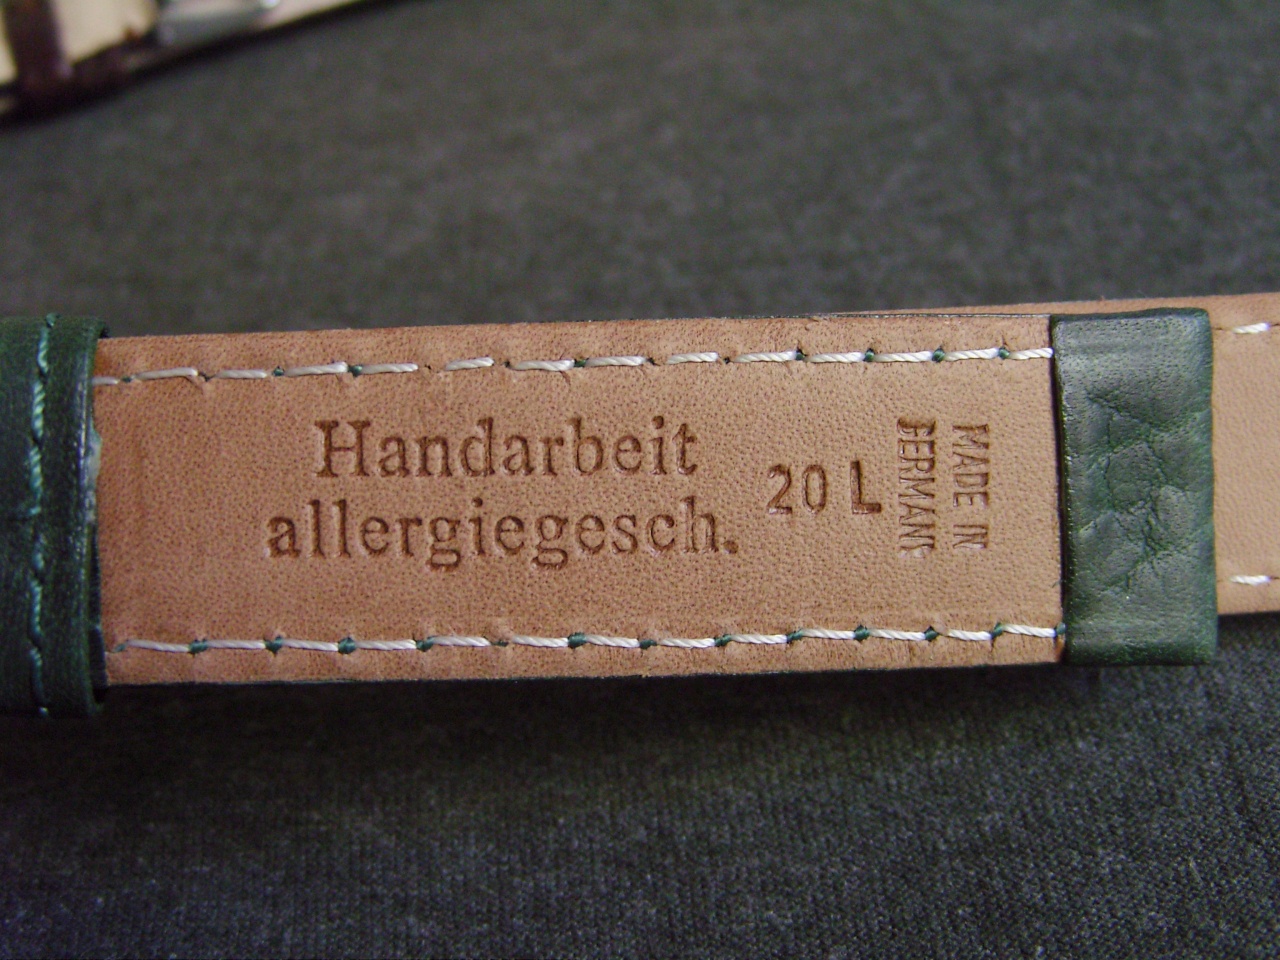 Handarbeit
allergiegesch.
20 L
MADE IN
GERMANY